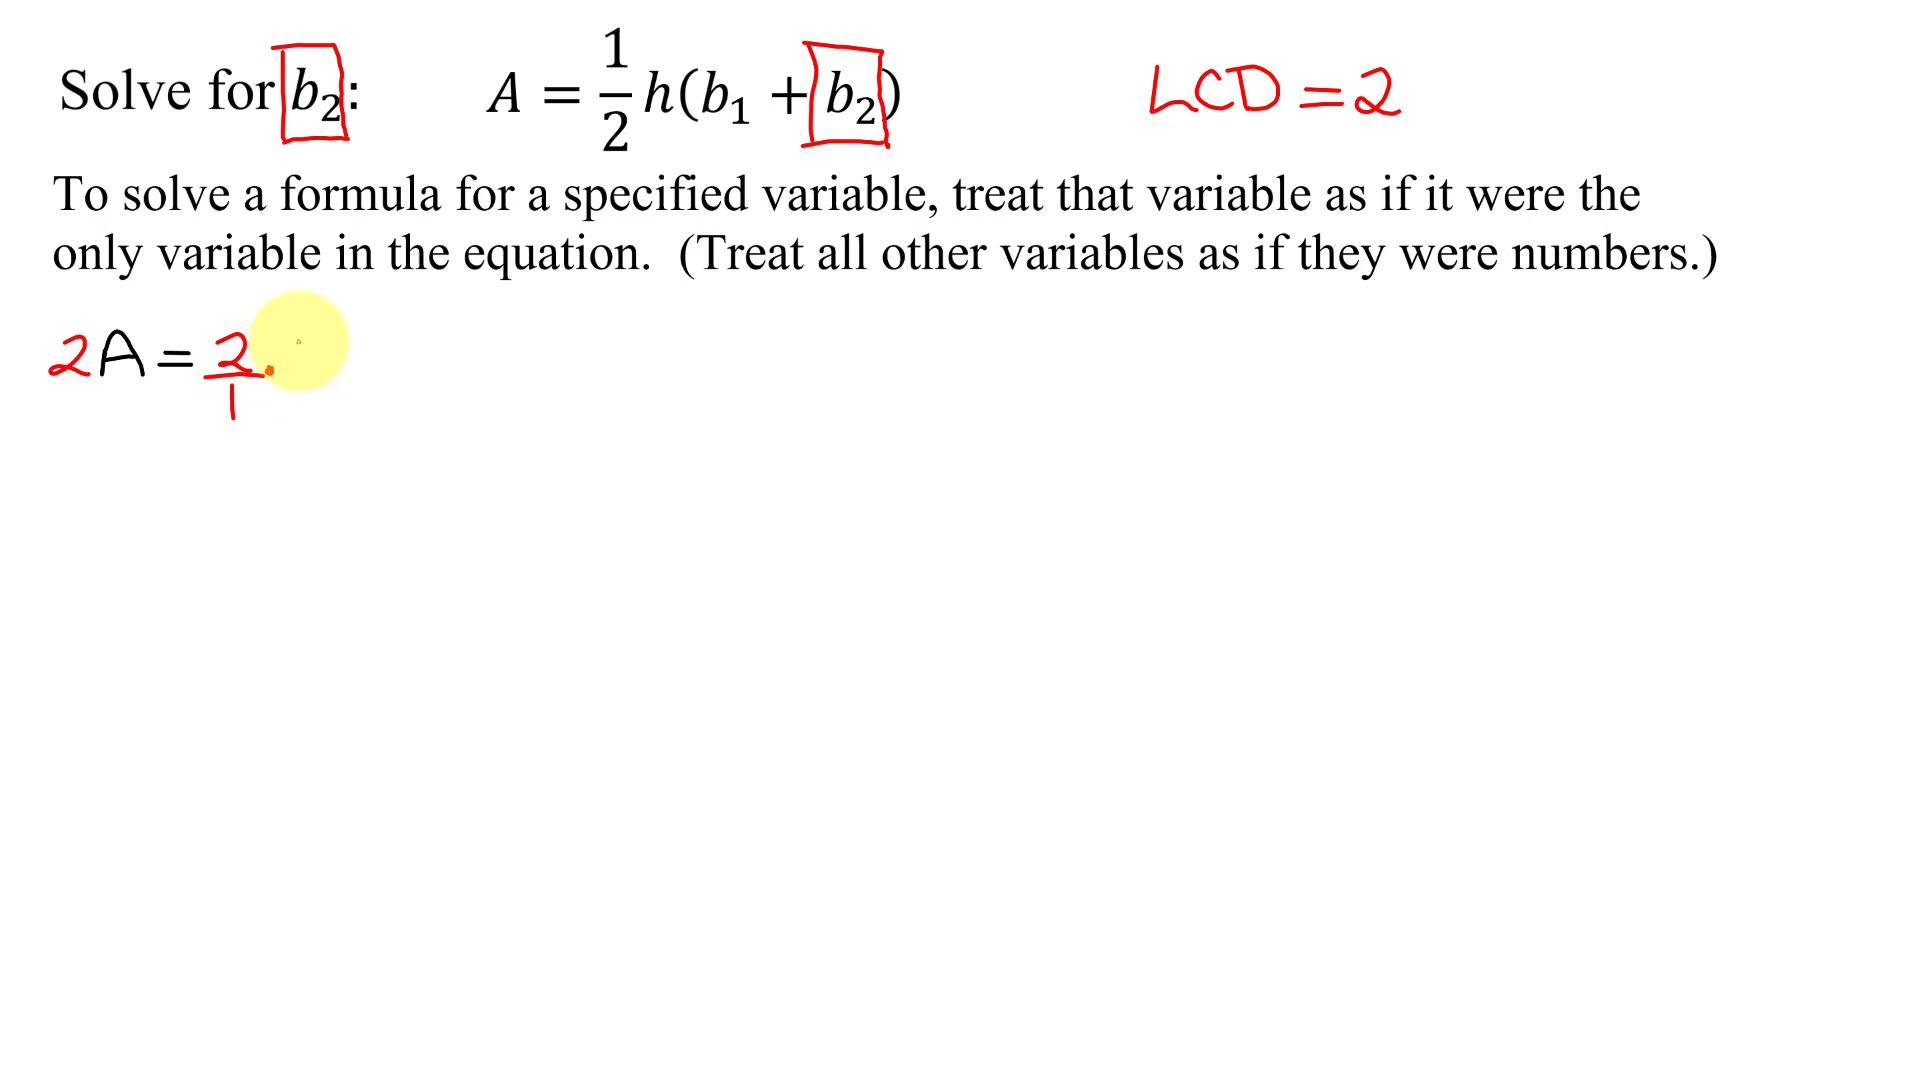 Solve for b₂: A = 1/2 h(b₁ + b₂) LCD = 2
To solve a formula for a specified variable, treat that variable as if it were the
only variable in the equation. (Treat all other variables as if they were numbers.)
2A = 2/1 ·